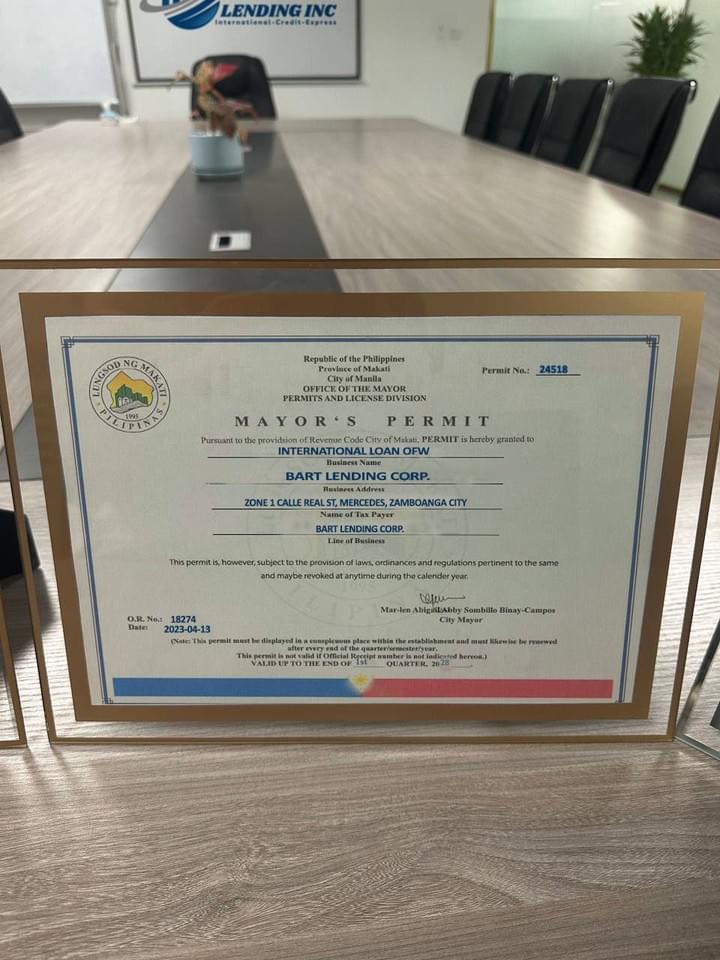 LENDING INC
International-Credit-Express
LUNGSOD NG MAKATI
PILIPINAS
1995
Republic of the Philippines
Province of Makati
City of Manila
OFFICE OF THE MAYOR
PERMITS AND LICENSE DIVISION
Permit No.: 24518
MAYOR'S PERMIT
Pursuant to the providsion of Revenue Code City of Makati, PERMIT is hereby granted to
INTERNATIONAL LOAN OFW
Business Name
BART LENDING CORP.
Business Address
ZONE 1 CALLE REAL ST, MERCEDES, ZAMBOANGA CITY
Name of Tax Payer
BART LENDING CORP.
Line of Business
This permit is, however, subject to the provision of laws, ordinances and regulations pertinent to the same
and maybe revoked at anytime during the calender year.
Mar-len Abigail Abby Sombillo Binay-Campos
City Mayor
O.R. No.: 18274
Date: 2023-04-13
(Note: This permit must be displayed in a conspicuous place within the establishment and must likewise be renewed
after every end of the quarter/semester/year.
This permit is not valid if Official Receipt number is not indicated hereon.)
VALID UP TO THE END OF 1st QUARTER, 2028